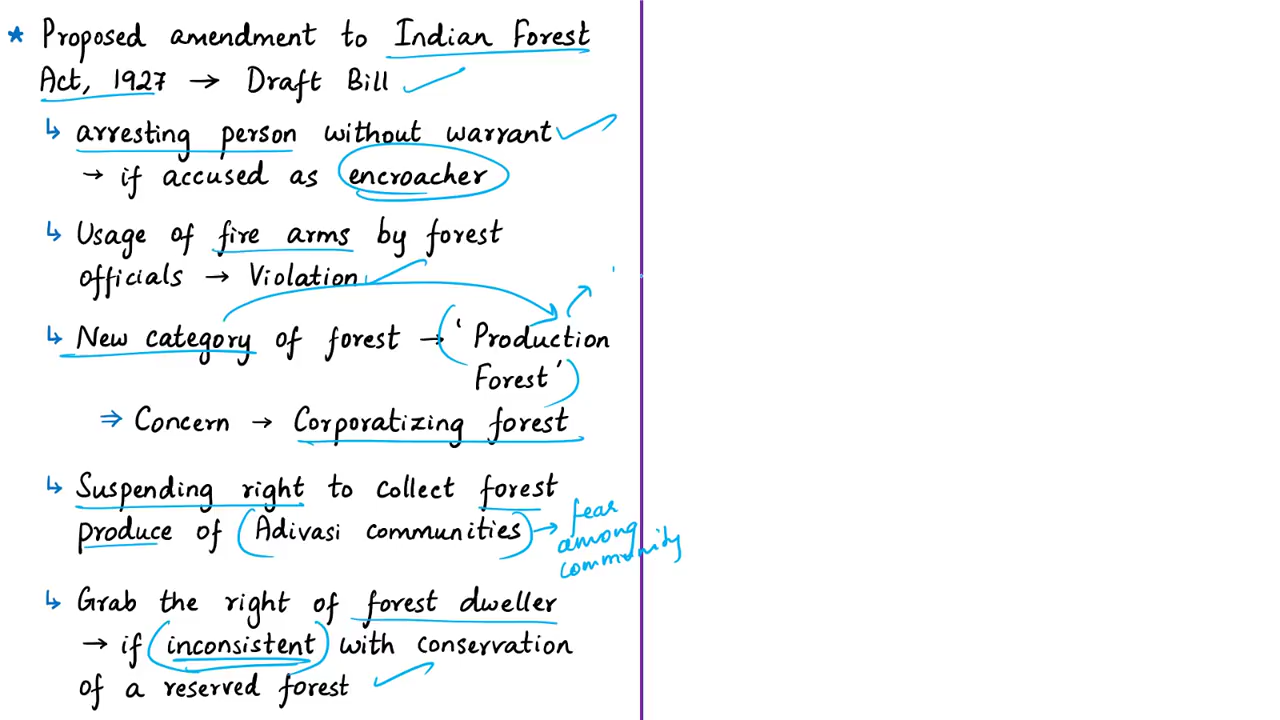 * Proposed amendment to Indian Forest
Act, 1927 → Draft Bill
↳ arresting person without warrant
→ if accused as encroacher
↳ Usage of fire arms by forest
officials → Violation
↳ New category of forest → 'Production
Forest'
⇒ Concern → Corporatizing forest
↳ Suspending right to collect forest
produce of (Adivasi communities) →
fear
among
community
↳ Grab the right of forest dweller
→ if (inconsistent) with conservation
of a reserved forest